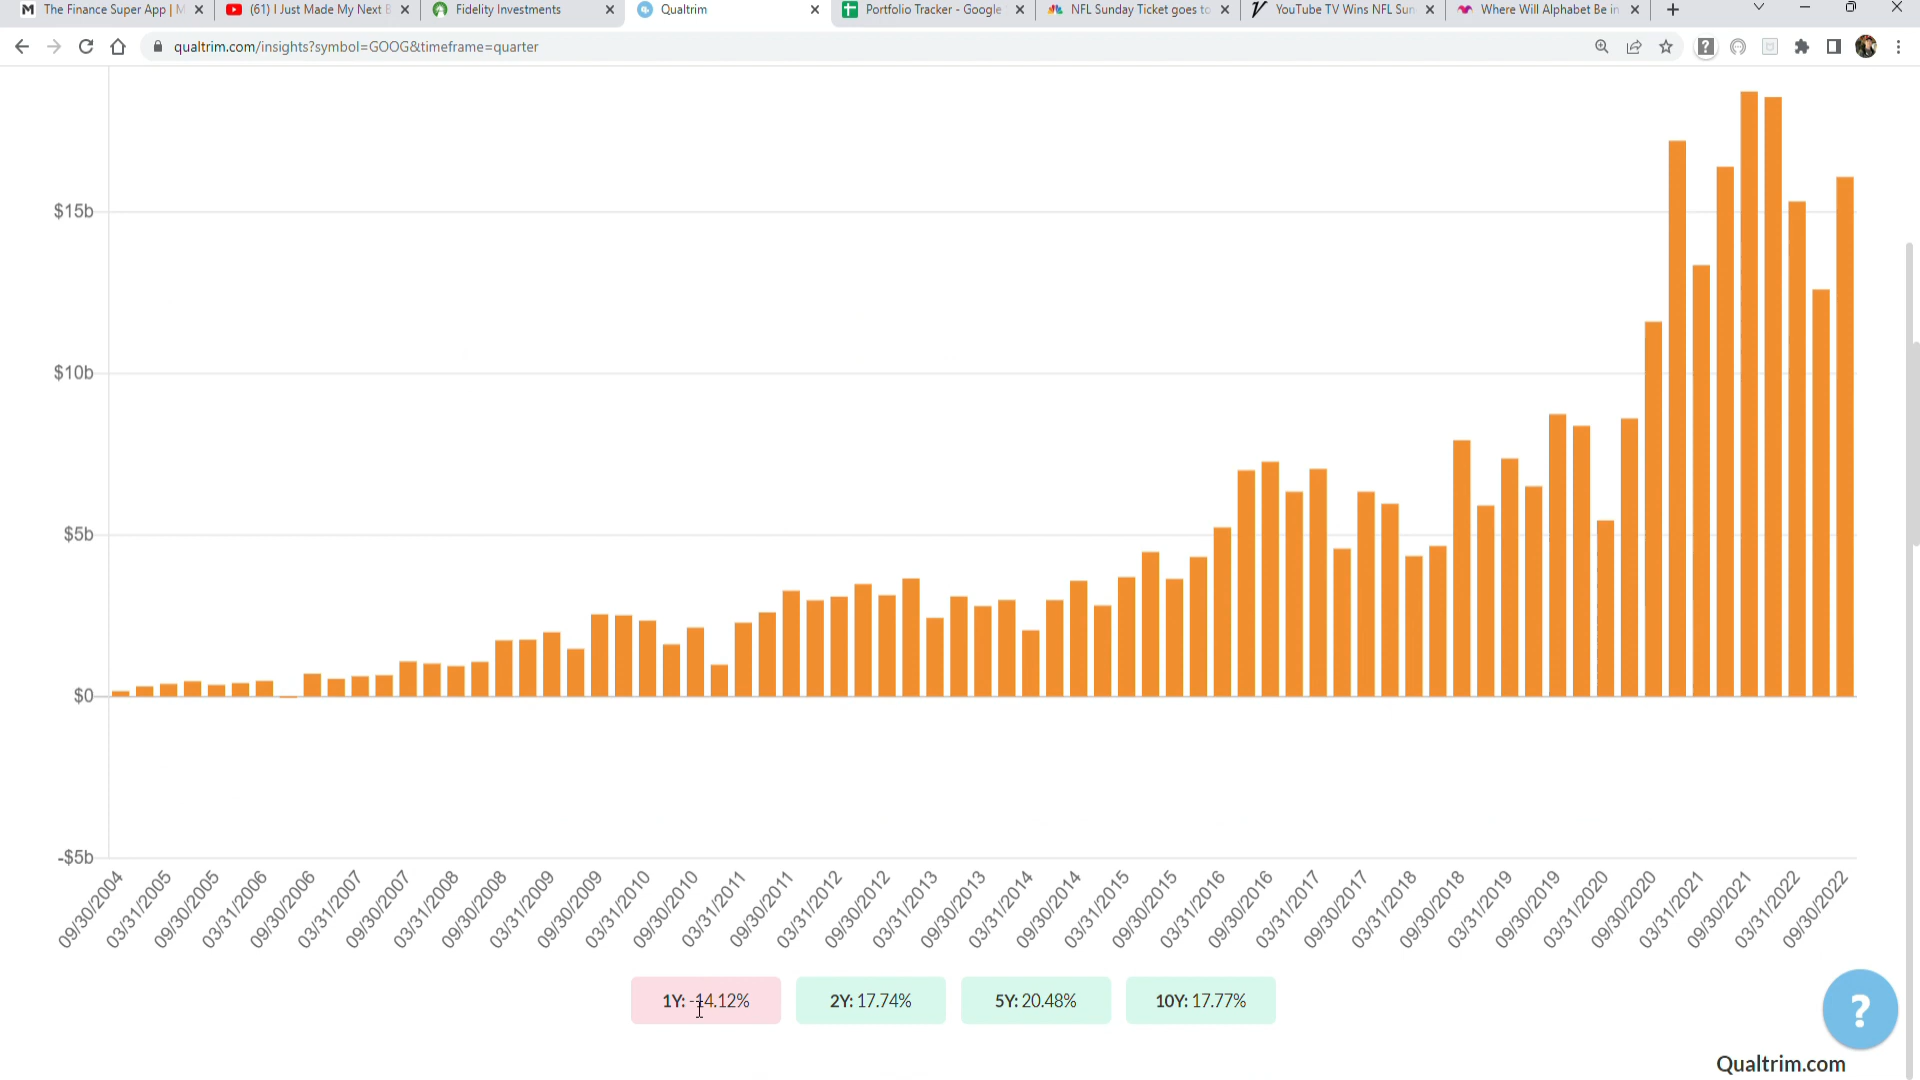 The Finance Super App | M
(61) I Just Made My Next B
Fidelity Investments
Qualtrim
Portfolio Tracker - Google
NFL Sunday Ticket goes to
YouTube TV Wins NFL Sun
Where Will Alphabet Be in
qualtrim.com/insights?symbol=GOOG&timeframe=quarter
$15b
$10b
$5b
$0
-$5b
09/30/2004
03/31/2005
09/30/2005
03/31/2006
09/30/2006
03/31/2007
09/30/2007
03/31/2008
09/30/2008
03/31/2009
09/30/2009
03/31/2010
09/30/2010
03/31/2011
09/30/2011
03/31/2012
09/30/2012
03/31/2013
09/30/2013
03/31/2014
09/30/2014
03/31/2015
09/30/2015
03/31/2016
09/30/2016
03/31/2017
09/30/2017
03/31/2018
09/30/2018
03/31/2019
09/30/2019
03/31/2020
09/30/2020
03/31/2021
09/30/2021
03/31/2022
09/30/2022
1Y: -14.12%
2Y: 17.74%
5Y: 20.48%
10Y: 17.77%
?
Qualtrim.com